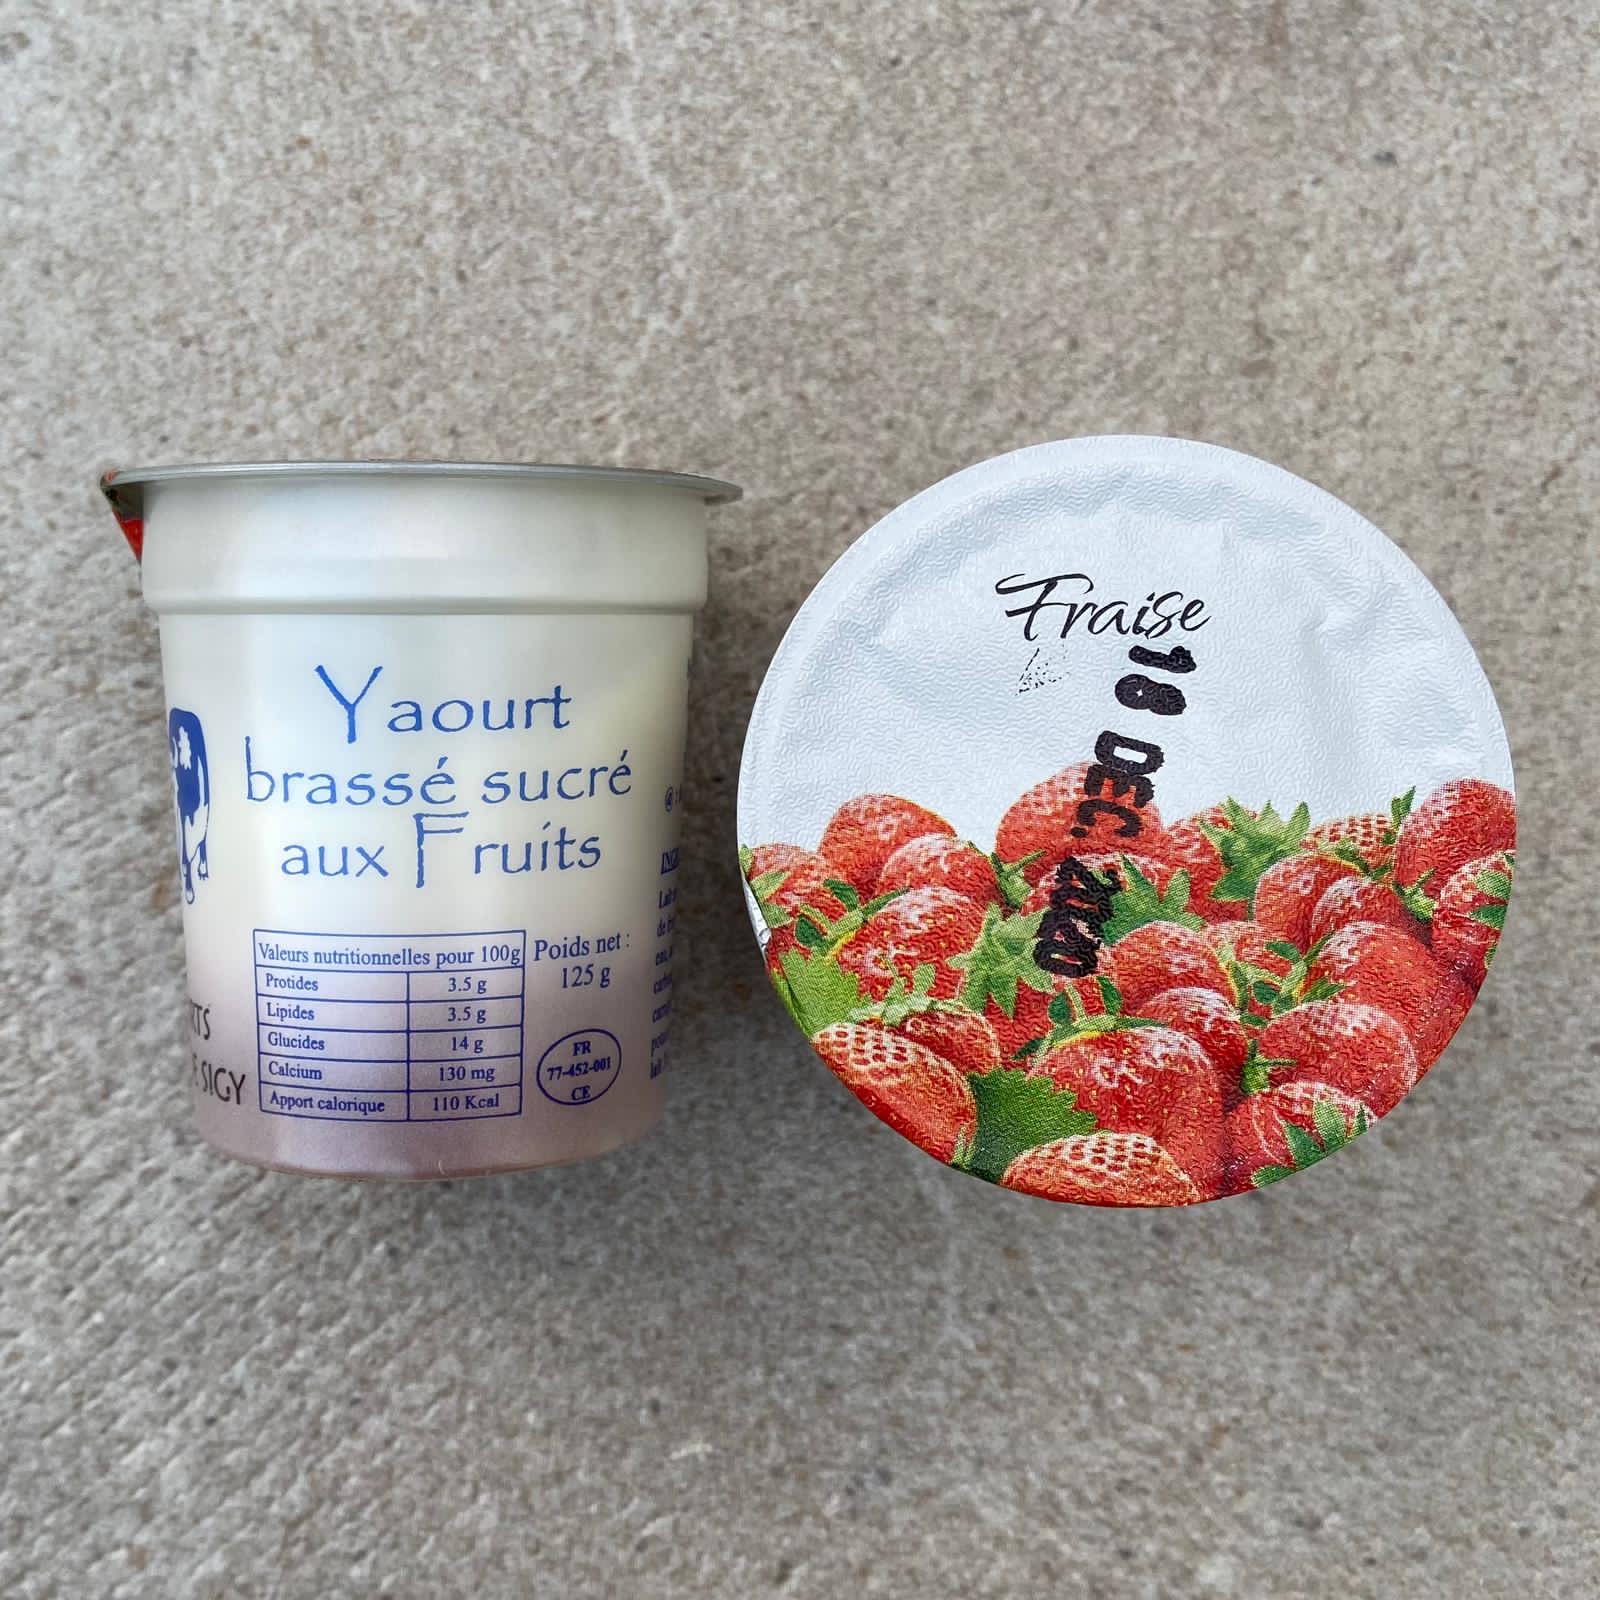 Yaourt
brassé sucré
aux Fruits
Valeurs nutritionnelles pour 100g
Protides 3.5 g
Lipides 3.5 g
Glucides 14 g
Calcium 130 mg
Apport calorique 110 Kcal
Poids net :
125 g
FR
77-452-001
CE
SIGY
Fraise
18 DEC. 2020